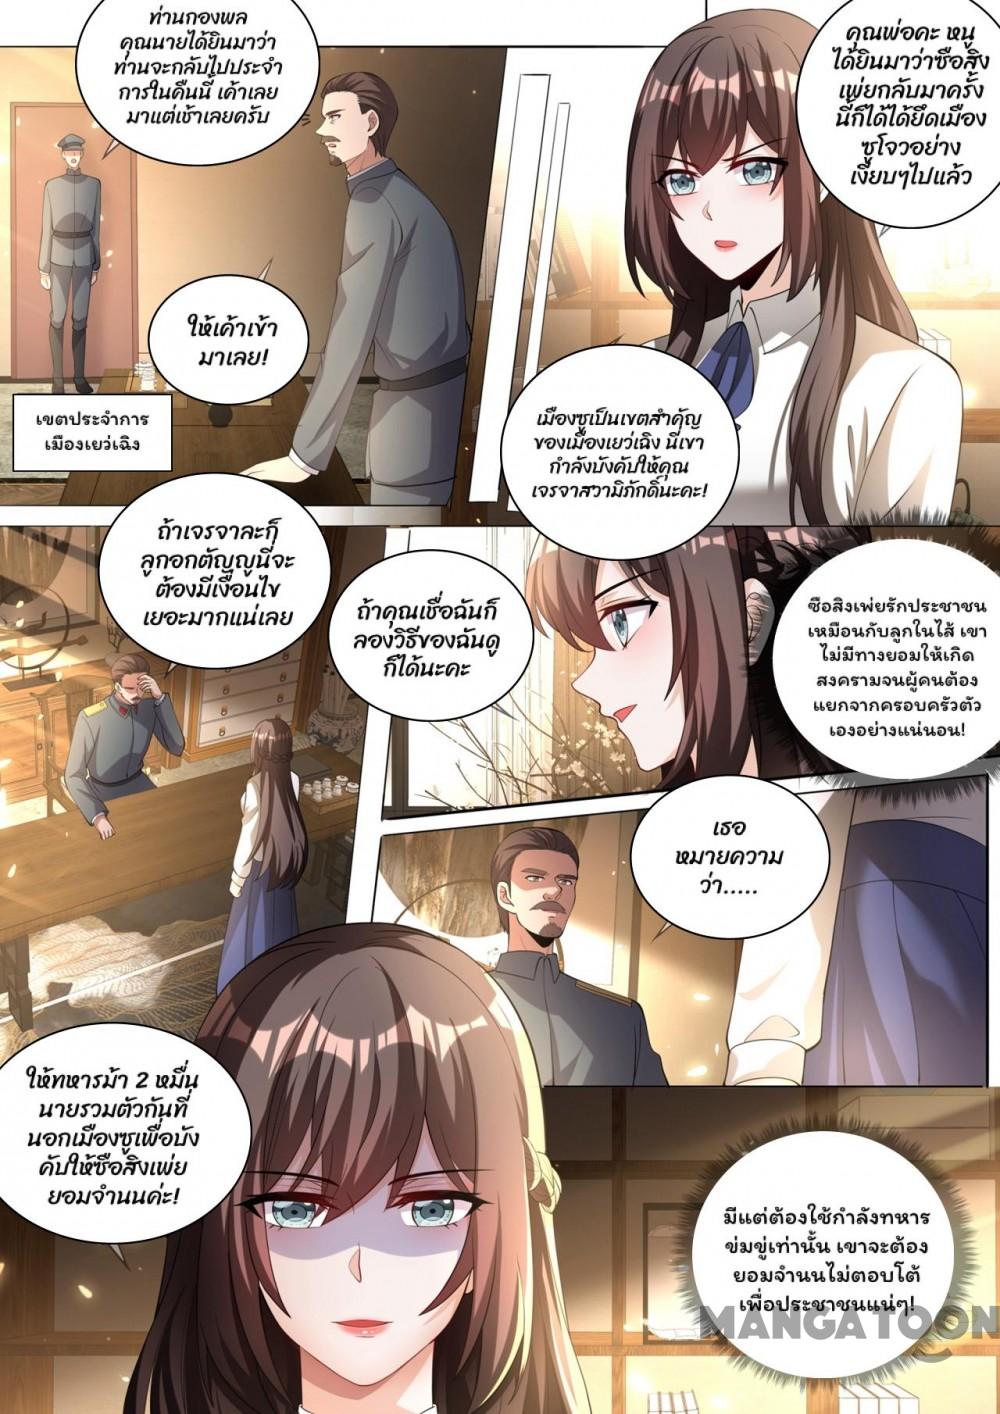 ท่านกองพล
คุณนายได้ยินมาว่า
ท่านจะกลับไปประจำ
การในคืนนี้ เค้าเลย
มาแต่เช้าเลยครับ
ให้เค้าเข้า
มาเลย!
เขตประจำการ
เมืองเยว่เฉิง
คุณพ่อคะ หนู
ได้ยินมาว่าซือสิง
เพ่ยกลับมาครั้ง
นี้ก็ได้ได้ยึดเมือง
ซูโจวอย่าง
เงียบๆไปแล้ว
เมืองซูเป็นเขตสำคัญ
ของเมืองเยว่เฉิง นี่เขา
กำลังบังคับให้คุณ
เจรจาสวามิภักดิ์นะคะ!
ถ้าเจรจาละก็
ลูกอกตัญญูนี่จะ
ต้องมีเงื่อนไข
เยอะมากแน่เลย
ถ้าคุณเชื่อฉันก็
ลองวิธีของฉันดู
ก็ได้นะคะ
ซือสิงเพ่ยรักประชาชน
เหมือนกับลูกในไส้ เขา
ไม่มีทางยอมให้เกิด
สงครามจนผู้คนต้อง
แยกจากครอบครัวตัว
เองอย่างแน่นอน!
เธอ
หมายความ
ว่า.....
ให้ทหารม้า 2 หมื่น
นายรวมตัวกันที่
นอกเมืองซูเพื่อบัง
คับให้ซือสิงเพ่ย
ยอมจำนนค่ะ!
มีแต่ต้องใช้กำลังทหาร
ข่มขู่เท่านั้น เขาจะต้อง
ยอมจำนนไม่ตอบโต้
เพื่อประชาชนแน่ๆ!
MANGATOON